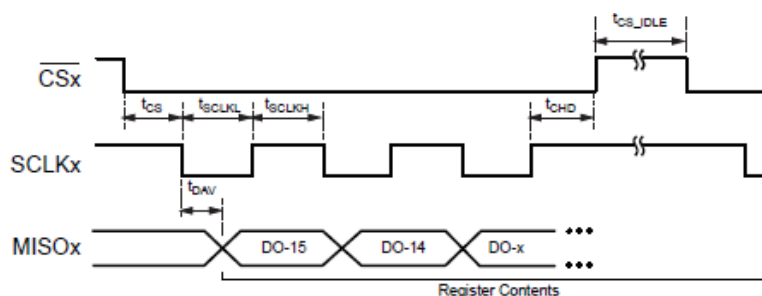 tCS_IDLE
CSx
tCS tSCLKL tSCLKH tCHD
SCLKx
tDAV
MISOx DO-15 DO-14 DO-x •••
•••
Register Contents